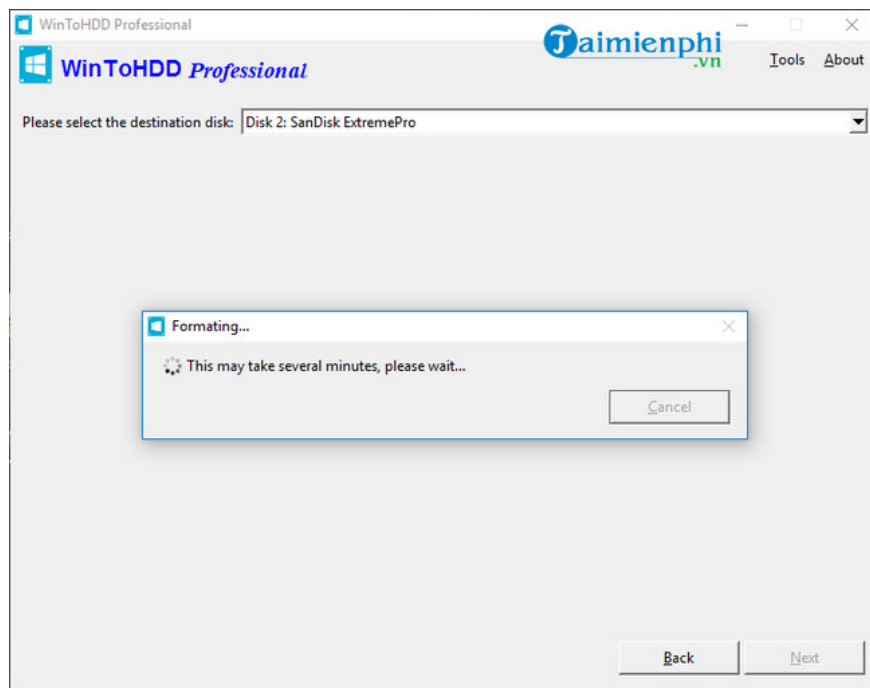 WinToHDD Professional
Taimienphi
.vn
WinToHDD Professional
Tools About
Please select the destination disk: Disk 2: SanDisk ExtremePro
Formating...
This may take several minutes, please wait...
Cancel
Back Next